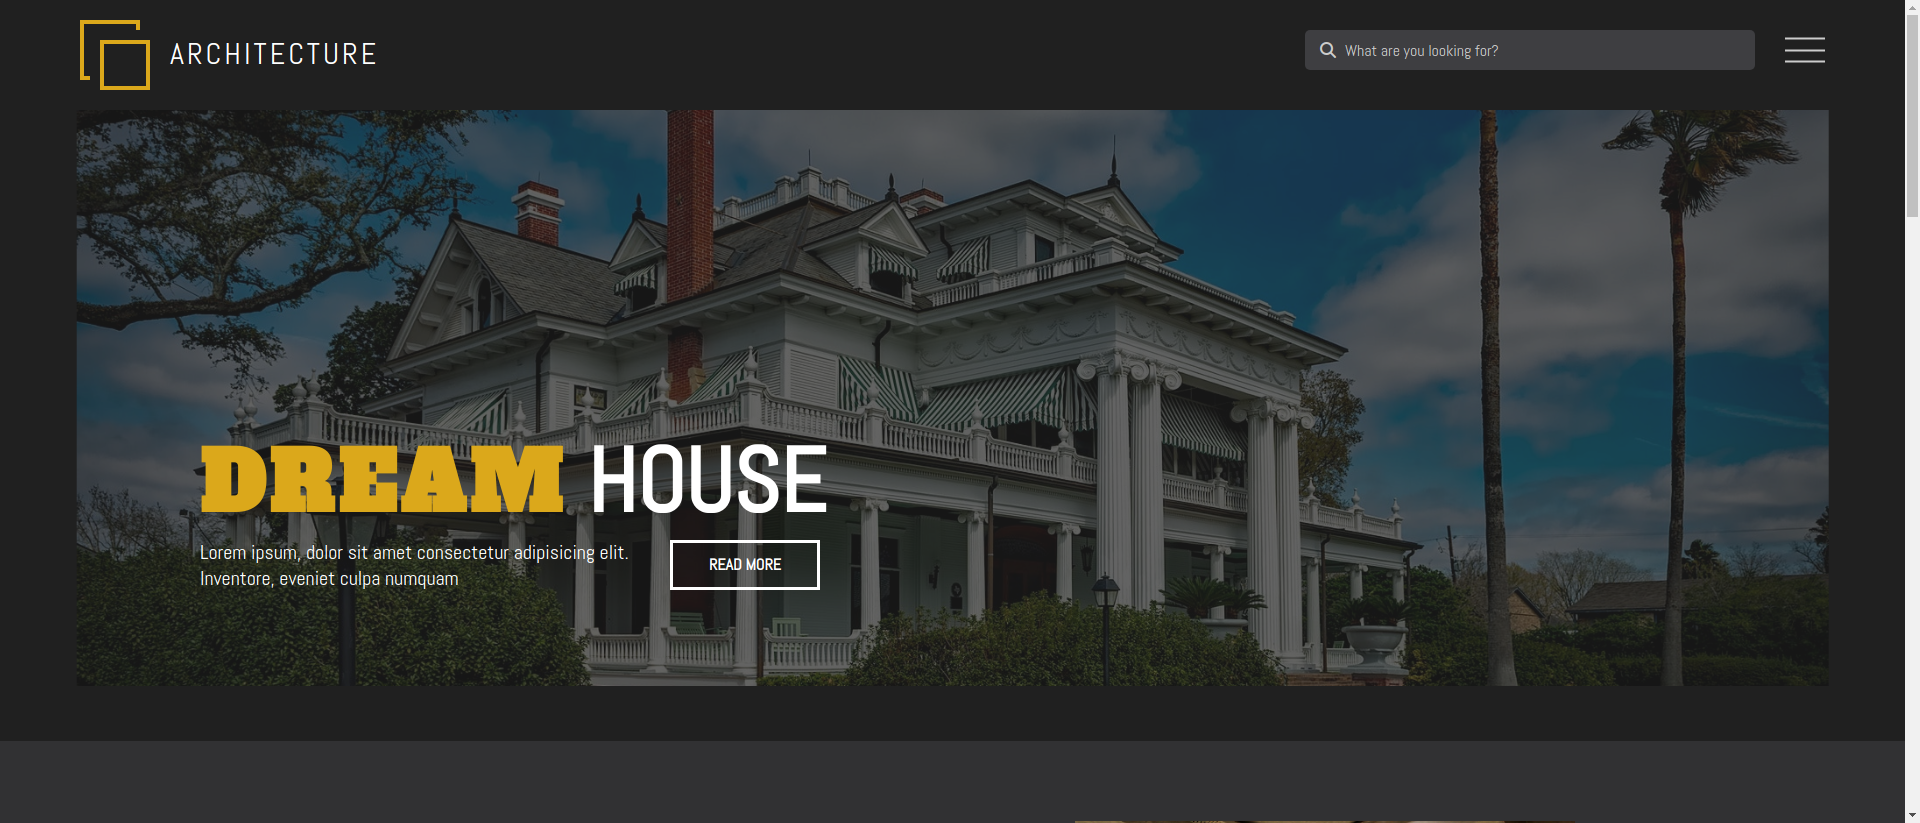 ARCHITECTURE
What are you looking for?
DREAM HOUSE
Lorem ipsum, dolor sit amet consectetur adipisicing elit.
Inventore, eveniet culpa numquam
READ MORE